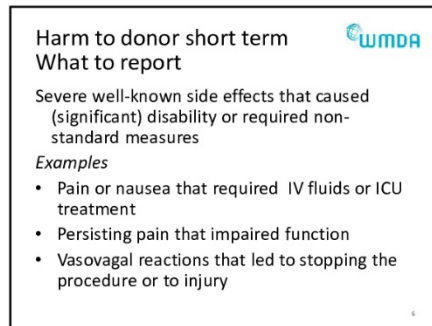 Harm to donor short term
What to report
WMDA
Severe well-known side effects that caused
(significant) disability or required non-
standard measures
Examples
• Pain or nausea that required IV fluids or ICU
treatment
• Persisting pain that impaired function
• Vasovagal reactions that led to stopping the
procedure or to injury
6